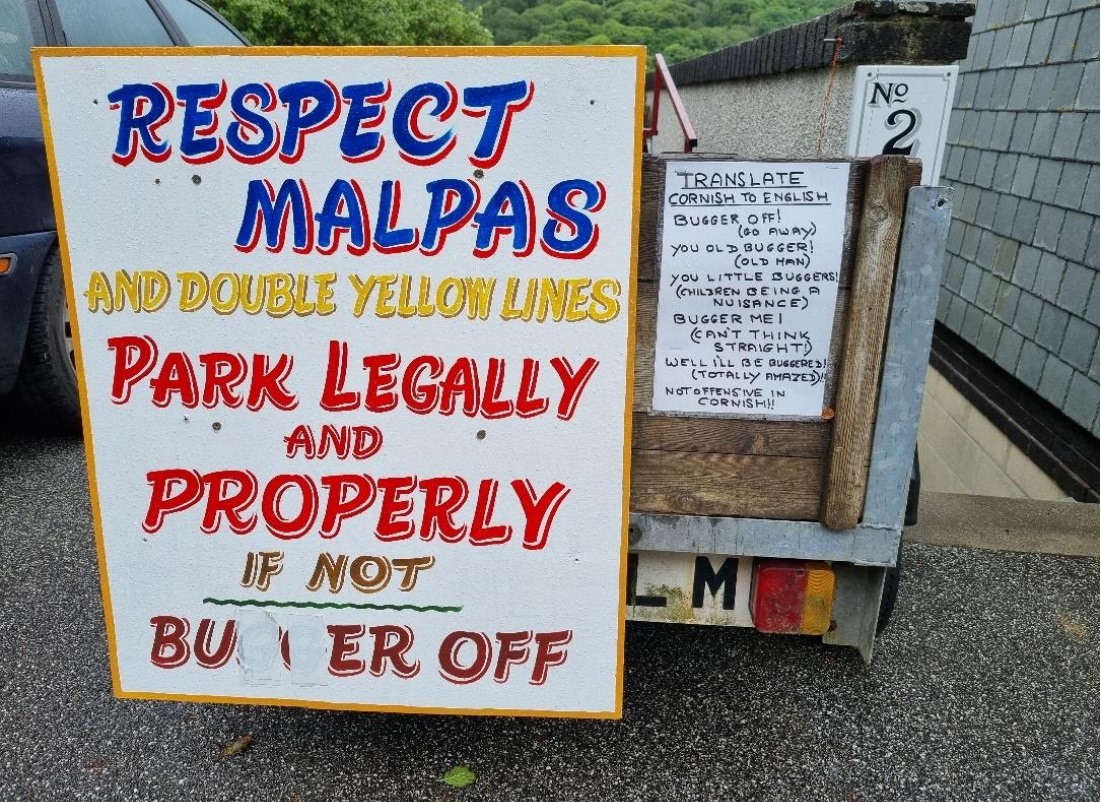 RESPECT
MALPAS
AND DOUBLE YELLOW LINES
PARK LEGALLY
AND
PROPERLY
IF NOT
BUGGER OFF
No
2
TRANSLATE
CORNISH TO ENGLISH
BUGGER OFF!
(GO AWAY)
YOU OLD BUGGER!
(OLD MAN)
YOU LITTLE BUGGERS!
(CHILDREN BEING A
NUISANCE)
BUGGER ME!
(CAN'T THINK
STRAIGHT!)
WELL I'LL BE BUGGERED!
(TOTALLY AMAZED)!!
NOT OFFENSIVE IN
CORNISH!!
LM